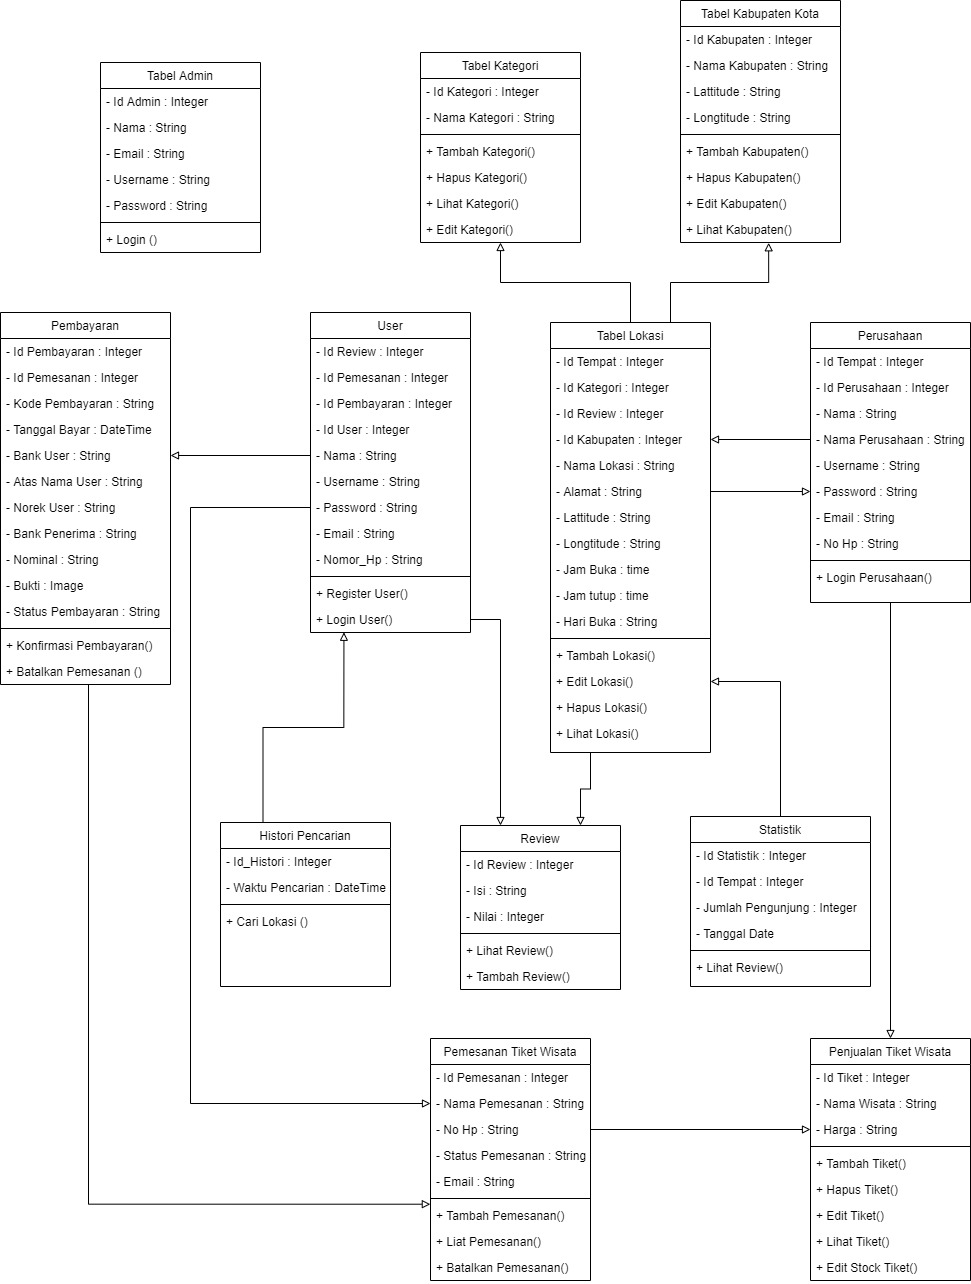 Tabel Kabupaten Kota
- Id Kabupaten : Integer
- Nama Kabupaten : String
- Lattitude : String
- Longtitude : String
+ Tambah Kabupaten()
+ Hapus Kabupaten()
+ Edit Kabupaten()
+ Lihat Kabupaten()
Tabel Kategori
- Id Kategori : Integer
- Nama Kategori : String
+ Tambah Kategori()
+ Hapus Kategori()
+ Lihat Kategori()
+ Edit Kategori()
Tabel Admin
- Id Admin : Integer
- Nama : String
- Email : String
- Username : String
- Password : String
+ Login ()
Pembayaran
- Id Pembayaran : Integer
- Id Pemesanan : Integer
- Kode Pembayaran : String
- Tanggal Bayar : DateTime
- Bank User : String
- Atas Nama User : String
- Norek User : String
- Bank Penerima : String
- Nominal : String
- Bukti : Image
- Status Pembayaran : String
+ Konfirmasi Pembayaran()
+ Batalkan Pemesanan ()
User
- Id Review : Integer
- Id Pemesanan : Integer
- Id Pembayaran : Integer
- Id User : Integer
- Nama : String
- Username : String
- Password : String
- Email : String
- Nomor_Hp : String
+ Register User()
+ Login User()
Tabel Lokasi
- Id Tempat : Integer
- Id Kategori : Integer
- Id Review : Integer
- Id Kabupaten : Integer
- Nama Lokasi : String
- Alamat : String
- Lattitude : String
- Longtitude : String
- Jam Buka : time
- Jam tutup : time
- Hari Buka : String
+ Tambah Lokasi()
+ Edit Lokasi()
+ Hapus Lokasi()
+ Lihat Lokasi()
Perusahaan
- Id Tempat : Integer
- Id Perusahaan : Integer
- Nama : String
- Nama Perusahaan : String
- Username : String
- Password : String
- Email : String
- No Hp : String
+ Login Perusahaan()
Histori Pencarian
- Id_Histori : Integer
- Waktu Pencarian : DateTime
+ Cari Lokasi ()
Review
- Id Review : Integer
- Isi : String
- Nilai : Integer
+ Lihat Review()
+ Tambah Review()
Statistik
- Id Statistik : Integer
- Id Tempat : Integer
- Jumlah Pengunjung : Integer
- Tanggal Date
+ Lihat Review()
Pemesanan Tiket Wisata
- Id Pemesanan : Integer
- Nama Pemesanan : String
- No Hp : String
- Status Pemesanan : String
- Email : String
+ Tambah Pemesanan()
+ Liat Pemesanan()
+ Batalkan Pemesanan()
Penjualan Tiket Wisata
- Id Tiket : Integer
- Nama Wisata : String
- Harga : String
+ Tambah Tiket()
+ Hapus Tiket()
+ Edit Tiket()
+ Lihat Tiket()
+ Edit Stock Tiket()